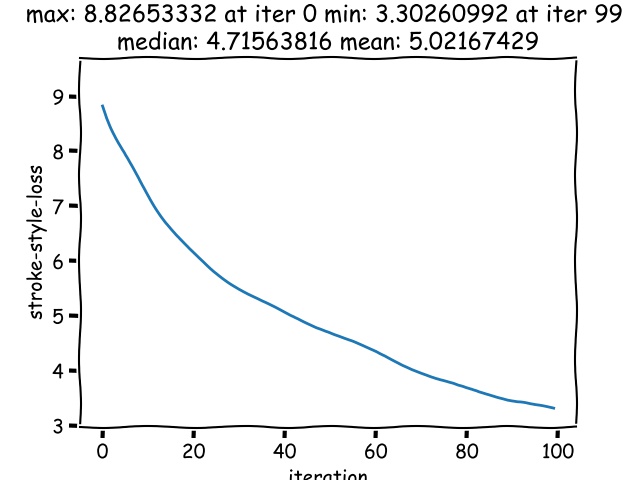 max: 8.82653332 at iter 0 min: 3.30260992 at iter 99
median: 4.71563816 mean: 5.02167429
9
8
7
6
5
4
3
stroke-style-loss
0 20 40 60 80 100
iteration